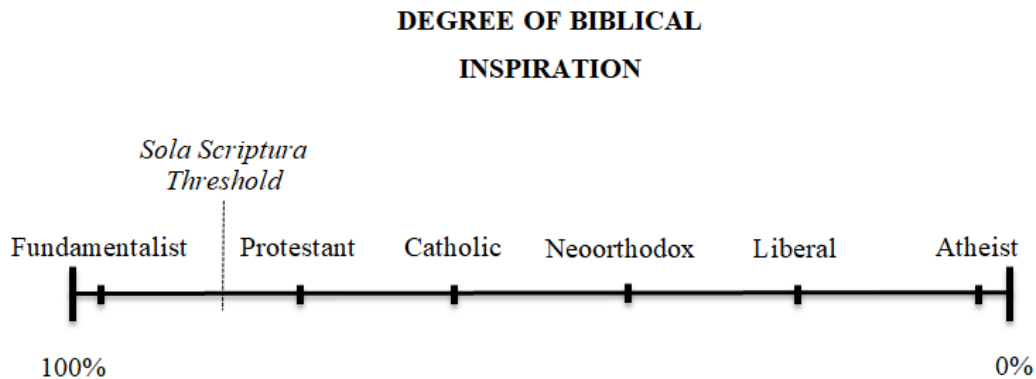 DEGREE OF BIBLICAL
INSPIRATION
Sola Scriptura
Threshold
Fundamentalist Protestant Catholic Neoorthodox Liberal Atheist
100% 0%